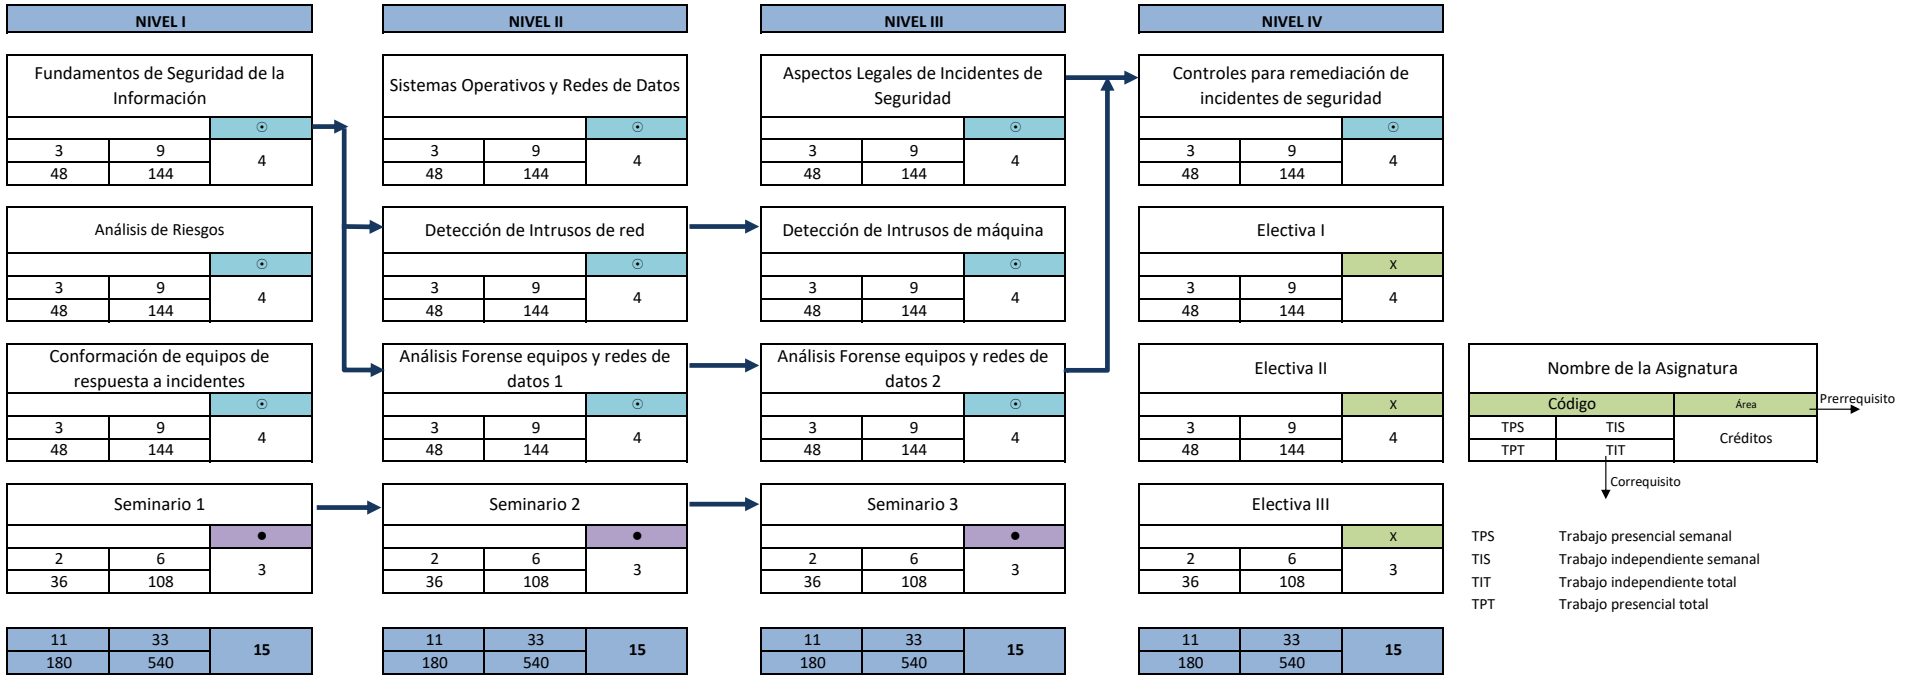 NIVEL I
NIVEL II
NIVEL III
NIVEL IV
Fundamentos de Seguridad de la
Información
☉
3 9
4
48 144
Sistemas Operativos y Redes de Datos
☉
3 9
4
48 144
Aspectos Legales de Incidentes de
Seguridad
☉
3 9
4
48 144
Controles para remediación de
incidentes de seguridad
☉
3 9
4
48 144
Análisis de Riesgos
☉
3 9
4
48 144
Detección de Intrusos de red
☉
3 9
4
48 144
Detección de Intrusos de máquina
☉
3 9
4
48 144
Electiva I
X
3 9
4
48 144
Conformación de equipos de
respuesta a incidentes
☉
3 9
4
48 144
Análisis Forense equipos y redes de
datos 1
☉
3 9
4
48 144
Análisis Forense equipos y redes de
datos 2
☉
3 9
4
48 144
Electiva II
X
3 9
4
48 144
Nombre de la Asignatura
Código Área
Prerrequisito
TPS TIS
Créditos
TPT TIT
Correquisito
Seminario 1
●
2 6
3
36 108
Seminario 2
●
2 6
3
36 108
Seminario 3
●
2 6
3
36 108
Electiva III
X
2 6
3
36 108
TPS Trabajo presencial semanal
TIS Trabajo independiente semanal
TIT Trabajo independiente total
TPT Trabajo presencial total
11 33
15
180 540
11 33
15
180 540
11 33
15
180 540
11 33
15
180 540